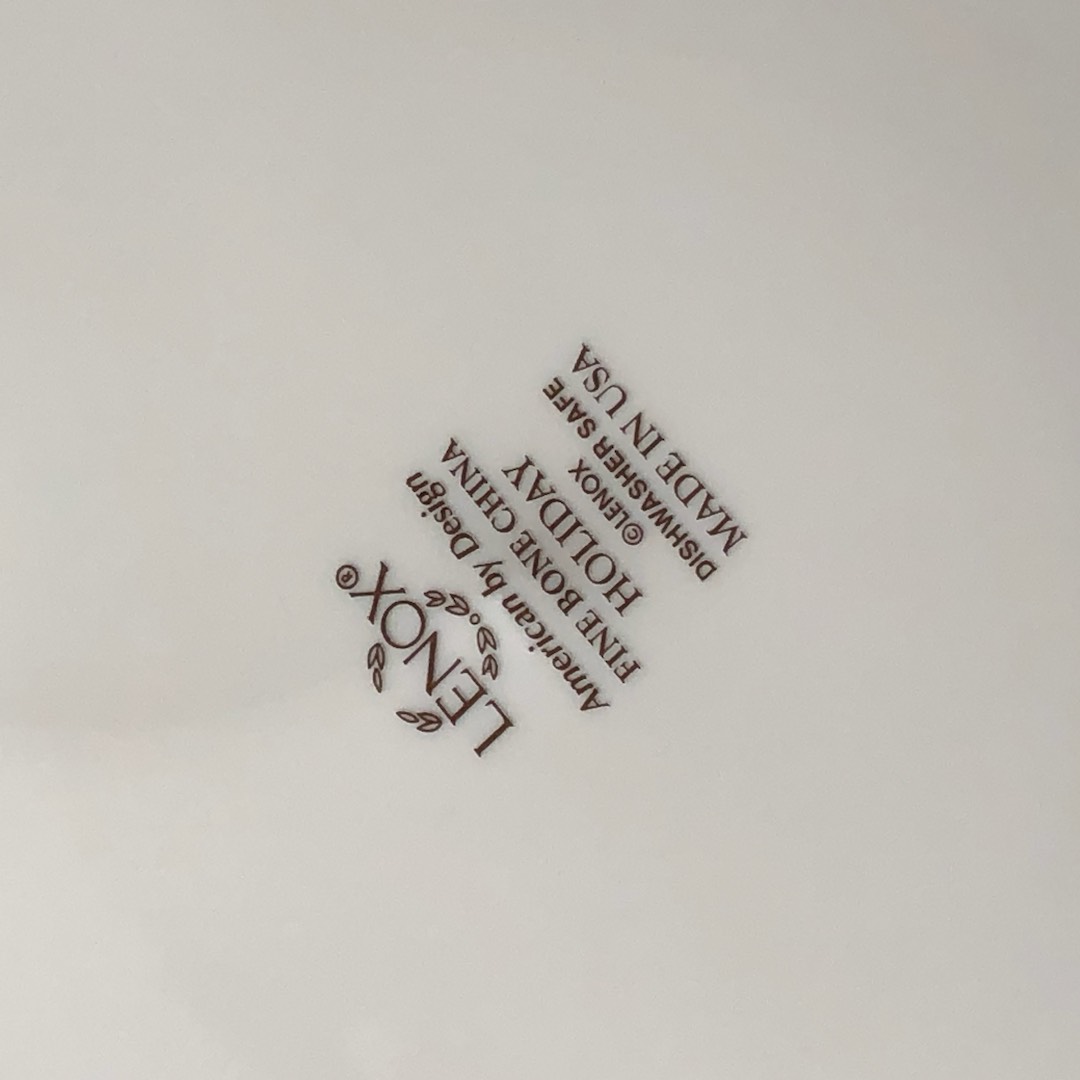 LENOX®
American by Design
FINE BONE CHINA
HOLIDAY
©LENOX
DISHWASHER SAFE
MADE IN USA